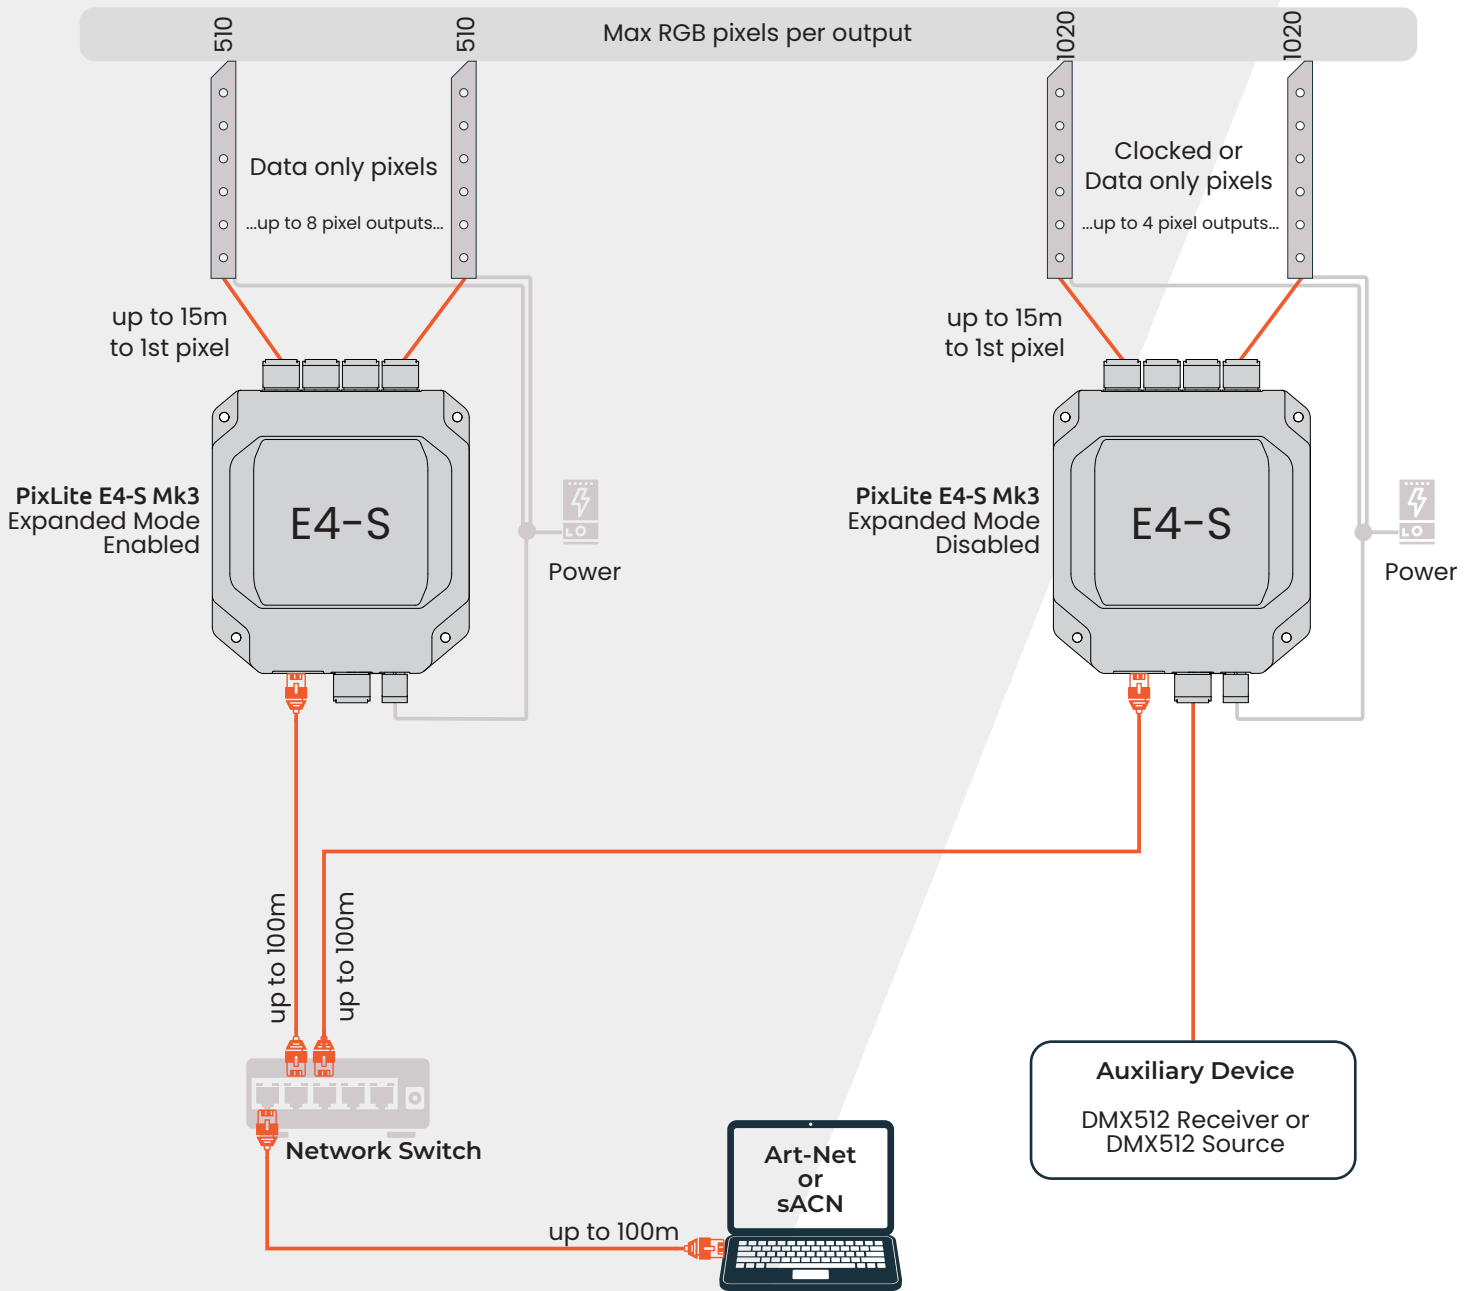 Max RGB pixels per output
510
510
1020
1020
Data only pixels
...up to 8 pixel outputs...
Clocked or
Data only pixels
...up to 4 pixel outputs...
up to 15m
to 1st pixel
up to 15m
to 1st pixel
PixLite E4-S Mk3
Expanded Mode
Enabled
E4-S
Power
PixLite E4-S Mk3
Expanded Mode
Disabled
E4-S
Power
up to 100m
up to 100m
Network Switch
up to 100m
Art-Net
or
sACN
Auxiliary Device
DMX512 Receiver or
DMX512 Source